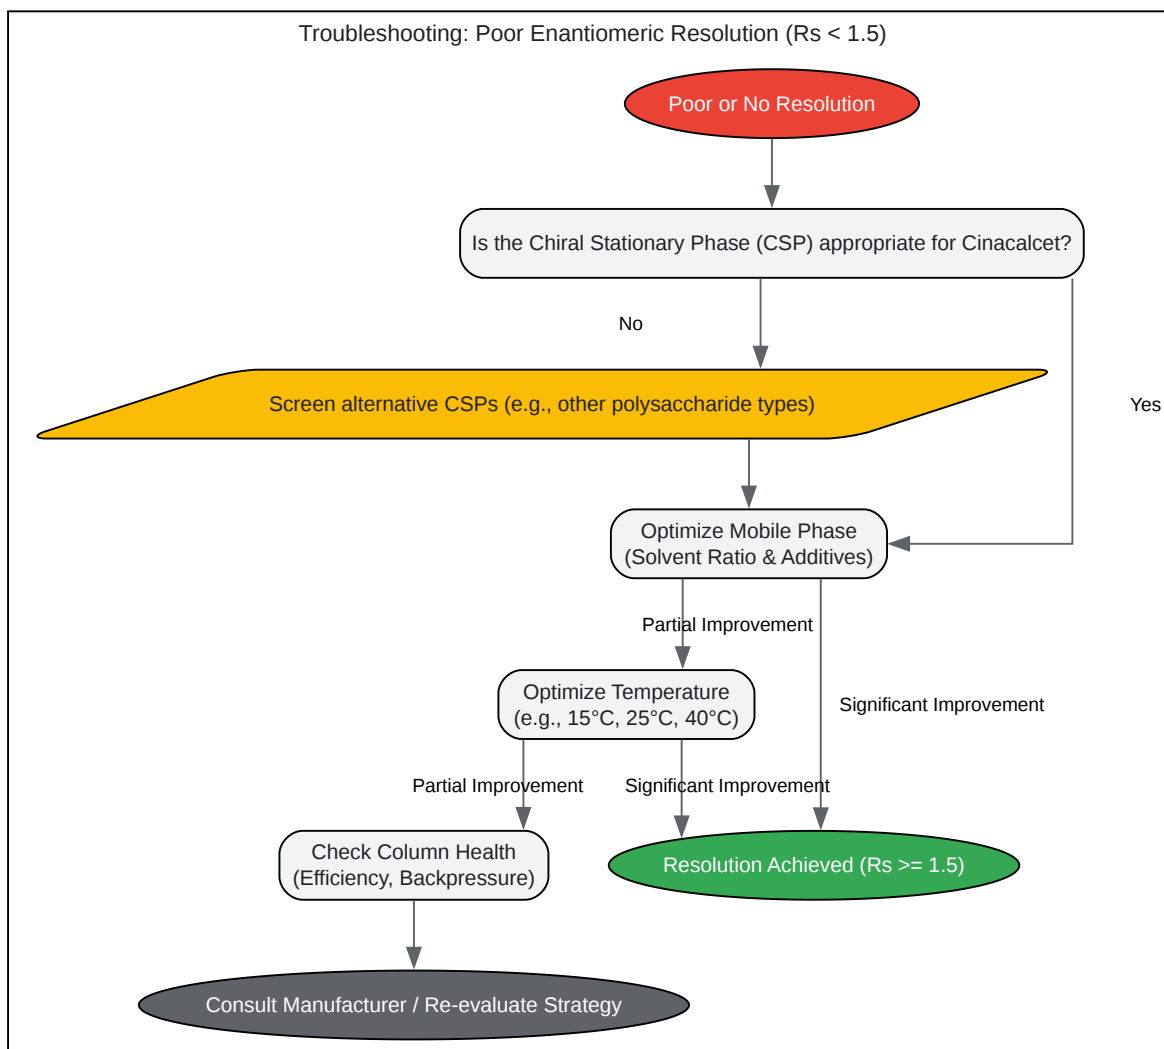 Troubleshooting: Poor Enantiomeric Resolution (Rs < 1.5)
Poor or No Resolution
Is the Chiral Stationary Phase (CSP) appropriate for Cinacalcet?
No
Screen alternative CSPs (e.g., other polysaccharide types)
Yes
Optimize Mobile Phase
(Solvent Ratio & Additives)
Partial Improvement
Optimize Temperature
(e.g., 15°C, 25°C, 40°C)
Significant Improvement
Partial Improvement
Significant Improvement
Check Column Health
(Efficiency, Backpressure)
Resolution Achieved (Rs >= 1.5)
Consult Manufacturer / Re-evaluate Strategy